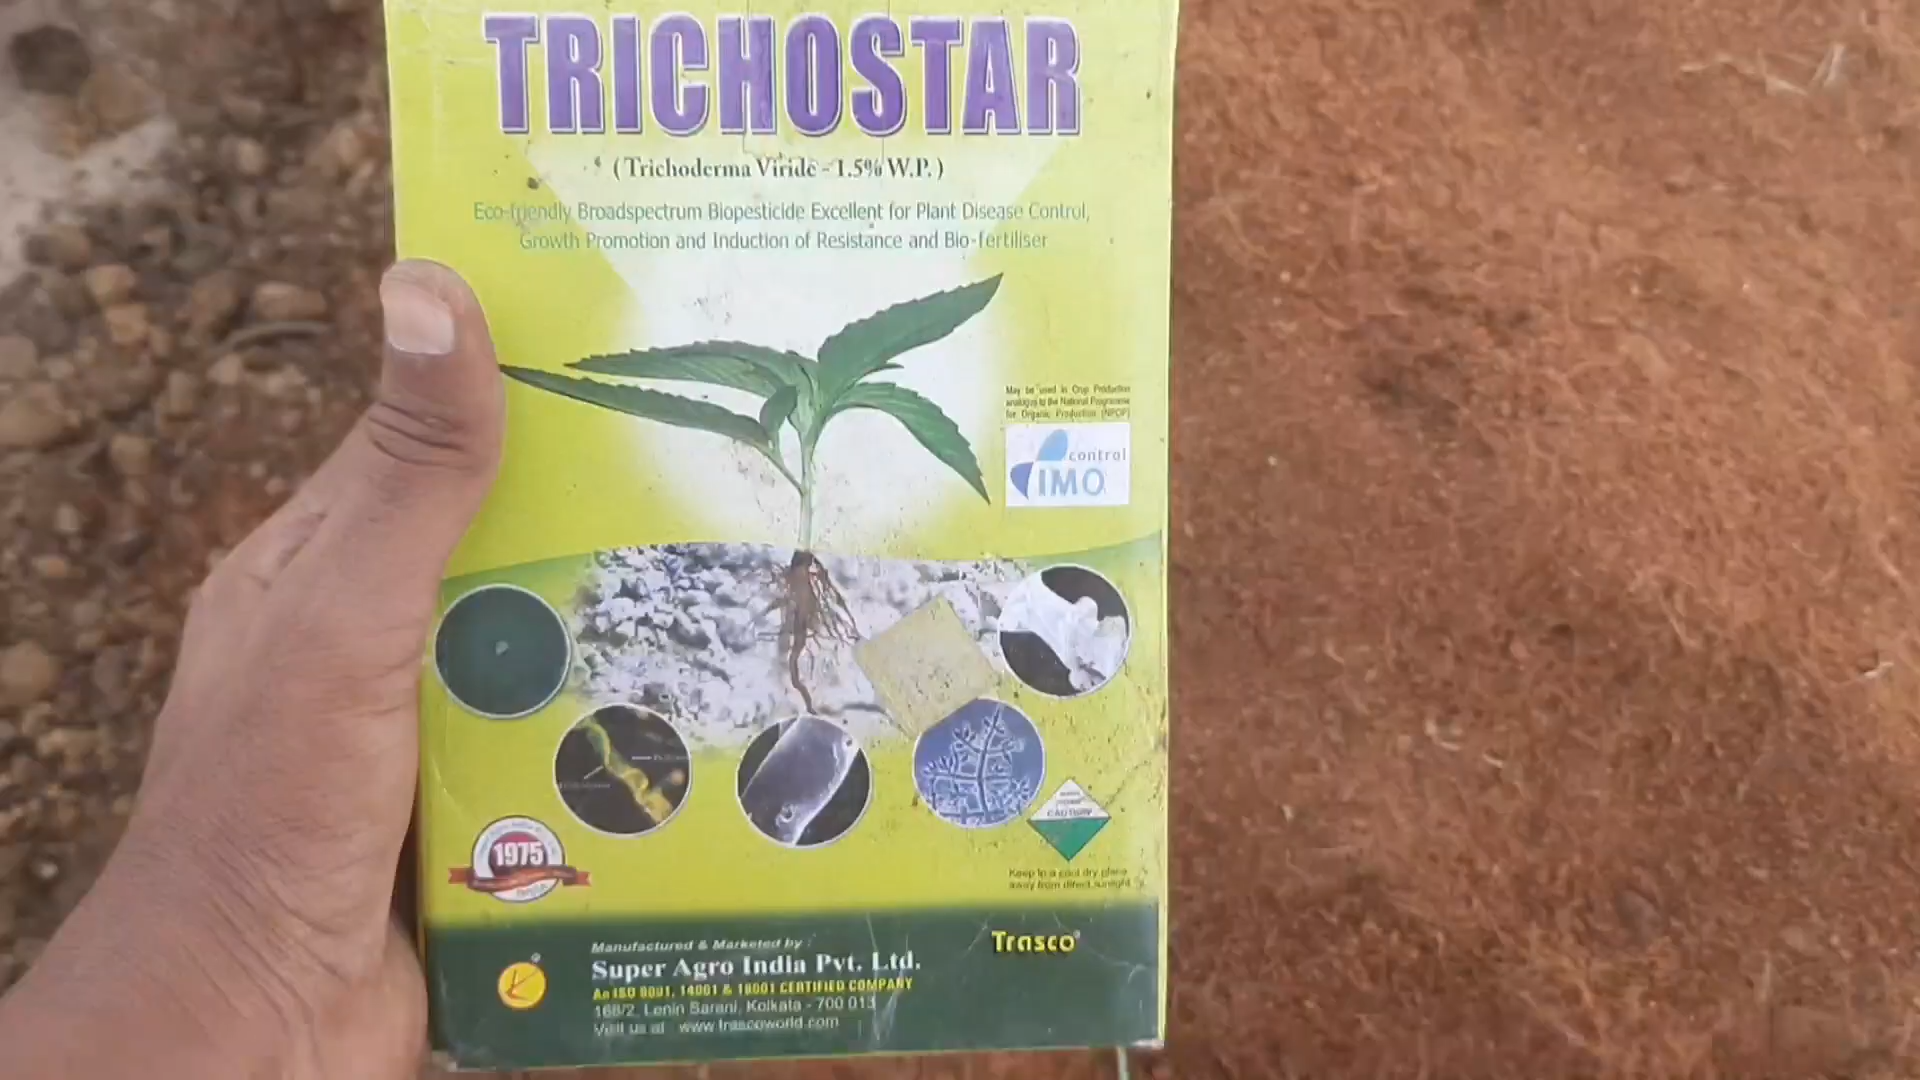 TRICHOSTAR
( Trichoderma Viride - 1.5% W.P. )
Eco-friendly Broadspectrum Biopesticide Excellent for Plant Disease Control,
Growth Promotion and Induction of Resistance and Bio-fertiliser
May be used in Crop Production
analogue to the National Programme
for Organic Production (NPOP)
control
IMO
CAUTION
1975
Keep in a cool dry place
away from direct sunlight
Trasco
Manufactured & Marketed by :
Super Agro India Pvt. Ltd.
An ISO 9001, 14001 & 18001 CERTIFIED COMPANY
168/2, Lenin Sarani, Kolkata - 700 013
Visit us at www.trascoworld.com